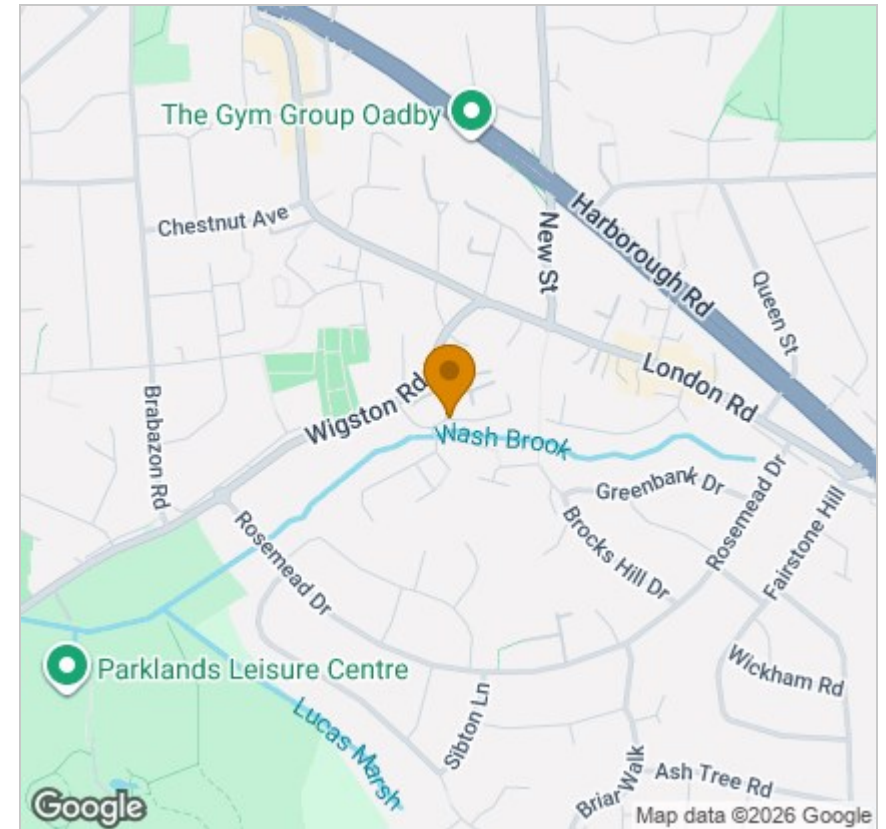 The Gym Group Oadby
Chestnut Ave
New St
Harborough Rd
Queen St
London Rd
Wigston Rd
Wash Brook
Brabazon Rd
Greenbank Dr
Rosemead Dr
Brocks Hill Dr
Fairstone Hill
Rosemead Dr
Wickham Rd
Parklands Leisure Centre
Lucas Marsh
Sibton Ln
Briar Walk
Ash Tree Rd
Google
Map data ©2026 Google